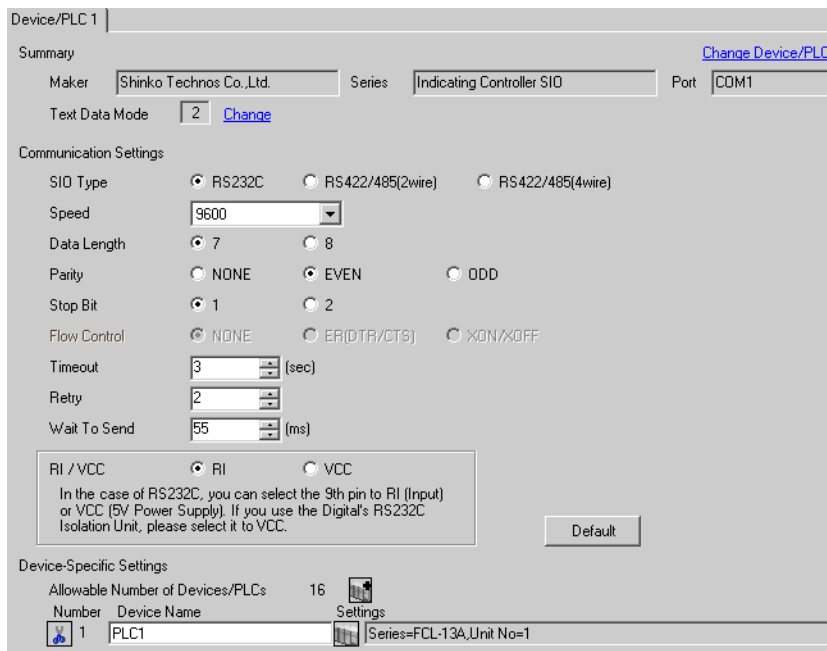 Device/PLC 1
Summary
Change Device/PLC
Maker Shinko Technos Co.,Ltd. Series Indicating Controller SIO Port COM1
Text Data Mode 2 Change
Communication Settings
SIO Type RS232C RS422/485(2wire) RS422/485(4wire)
Speed 9600
Data Length 7 8
Parity NONE EVEN ODD
Stop Bit 1 2
Flow Control NONE ER(DTR/CTS) XON/XOFF
Timeout 3 (sec)
Retry 2
Wait To Send 55 (ms)
RI / VCC RI VCC
In the case of RS232C, you can select the 9th pin to RI (Input)
or VCC (5V Power Supply). If you use the Digital's RS232C
Isolation Unit, please select it to VCC.
Default
Device-Specific Settings
Allowable Number of Devices/PLCs 16
Number Device Name Settings
1 PLC1 Series=FCL-13A,Unit No=1